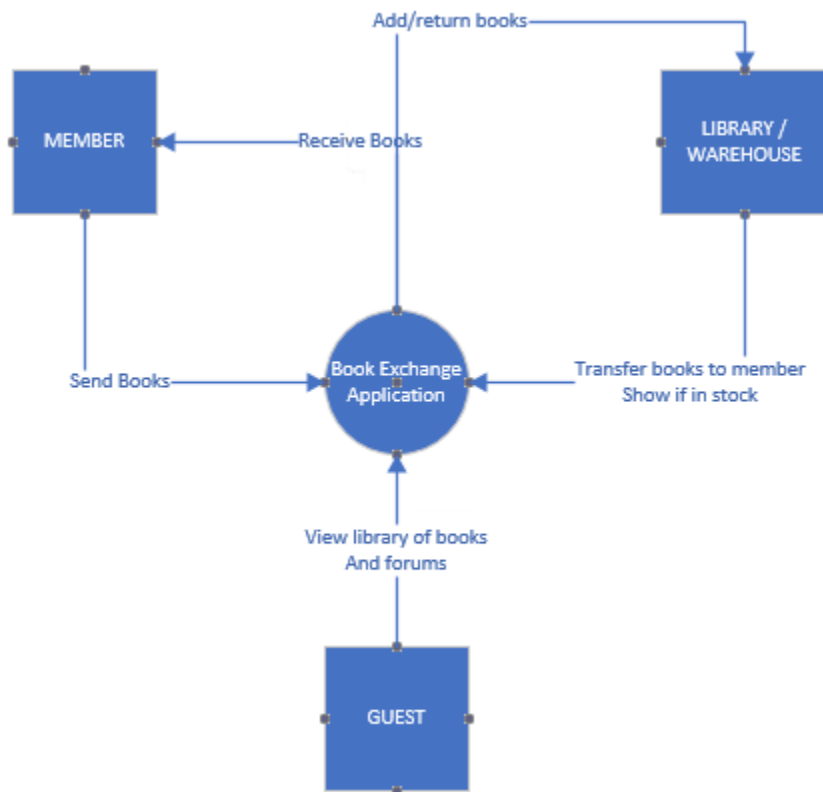 Add/return books
MEMBER
Receive Books
LIBRARY /
WAREHOUSE
Send Books
Book Exchange
Application
Transfer books to member
Show if in stock
View library of books
And forums
GUEST